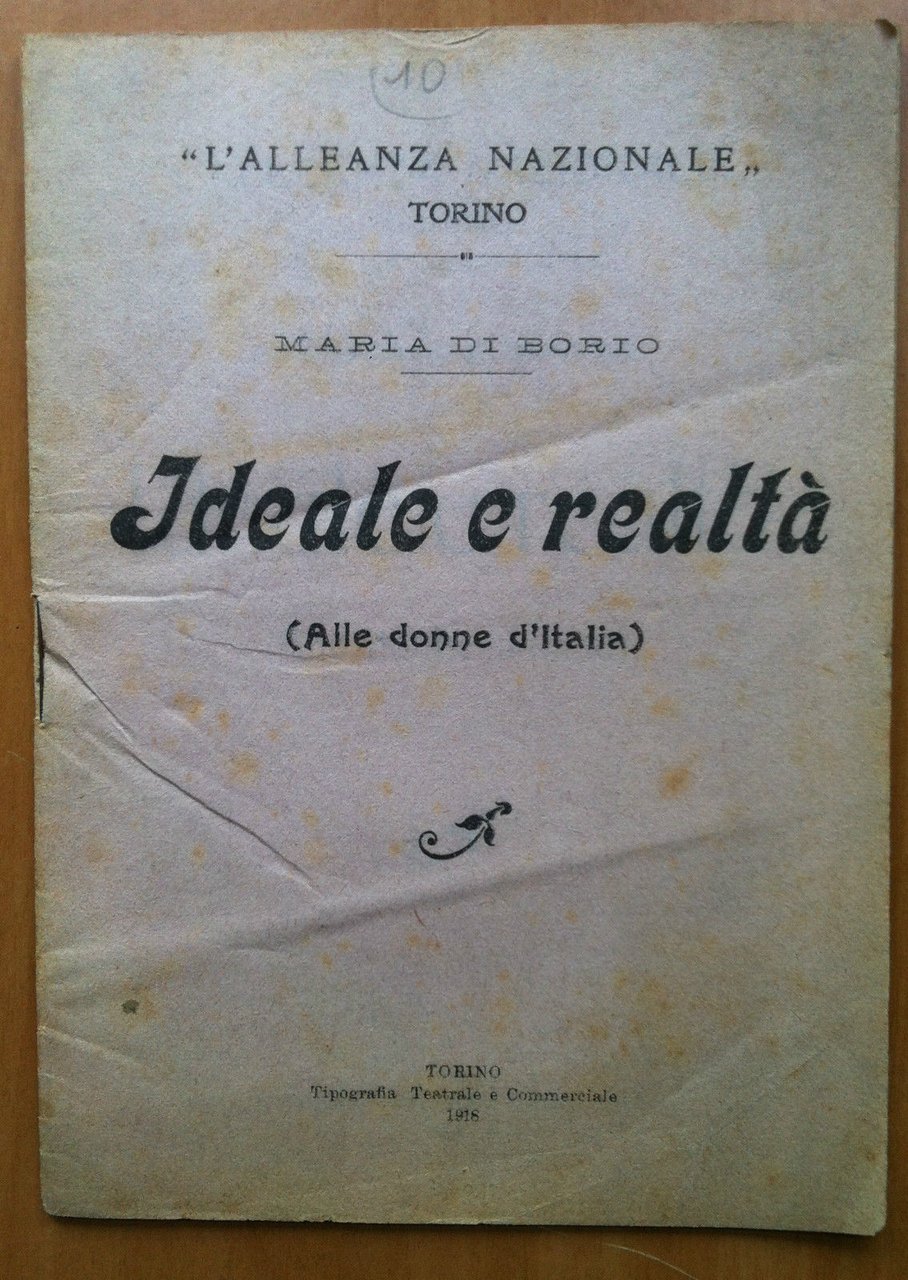 10
“L'ALLEANZA NAZIONALE„
TORINO
MARIA DI BORIO
Ideale e realtà
(Alle donne d'Italia)
TORINO
Tipografia Teatrale e Commerciale
1918